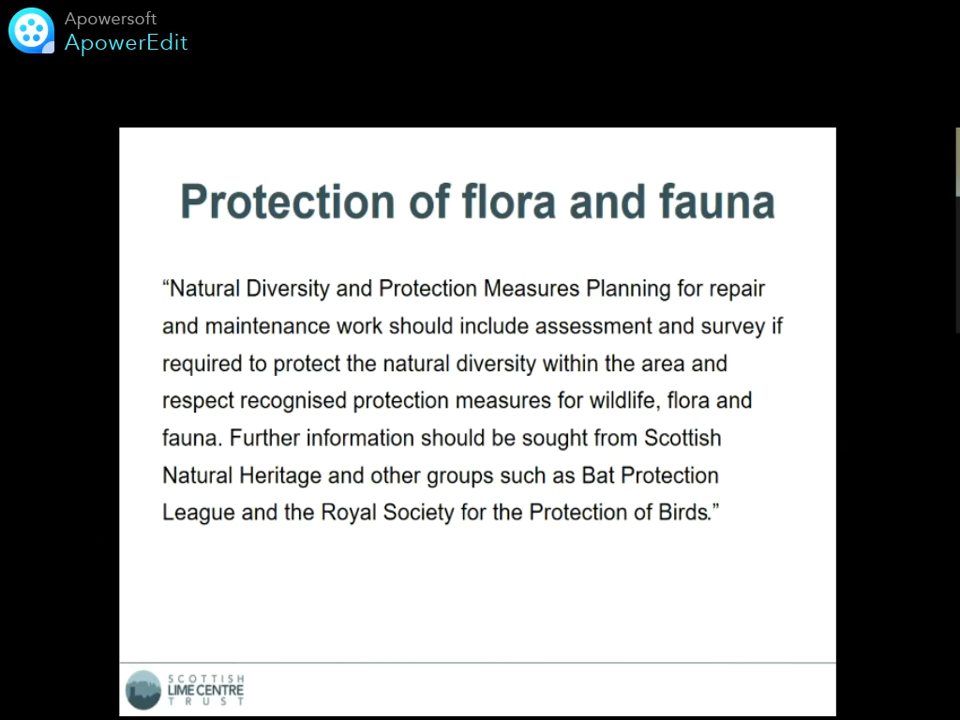 Apowersoft
ApowerEdit
Protection of flora and fauna
“Natural Diversity and Protection Measures Planning for repair
and maintenance work should include assessment and survey if
required to protect the natural diversity within the area and
respect recognised protection measures for wildlife, flora and
fauna. Further information should be sought from Scottish
Natural Heritage and other groups such as Bat Protection
League and the Royal Society for the Protection of Birds.”
SCOTTISH
LIME CENTRE
TRUST